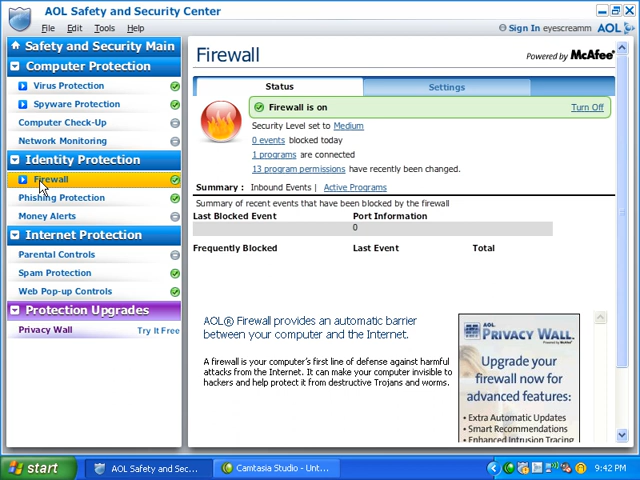 AOL Safety and Security Center
File Edit Tools Help
Sign In eyescreamm AOL
Safety and Security Main
Computer Protection
Virus Protection
Spyware Protection
Computer Check-Up
Network Monitoring
Identity Protection
Firewall
Phishing Protection
Money Alerts
Internet Protection
Parental Controls
Spam Protection
Web Pop-up Controls
Protection Upgrades
Privacy Wall Try It Free
Firewall
Powered by McAfee
Status Settings
Firewall is on Turn Off
Security Level set to Medium
0 events blocked today
1 programs are connected
13 program permissions have recently been changed.
Summary : Inbound Events | Active Programs
Summary of recent events that have been blocked by the firewall
Last Blocked Event Port Information
0
Frequently Blocked Last Event Total
AOL® Firewall provides an automatic barrier
between your computer and the Internet.
A firewall is your computer's first line of defense against harmful
attacks from the Internet. It can make your computer invisible to
hackers and help protect it from destructive Trojans and worms.
AOL
PRIVACY WALL
Powered by McAfee
Upgrade your
firewall now for
advanced features:
• Extra Automatic Updates
• Smart Recommendations
• Enhanced Intrusion Tracing
start
AOL Safety and Sec...
Camtasia Studio - Unt...
9:42 PM